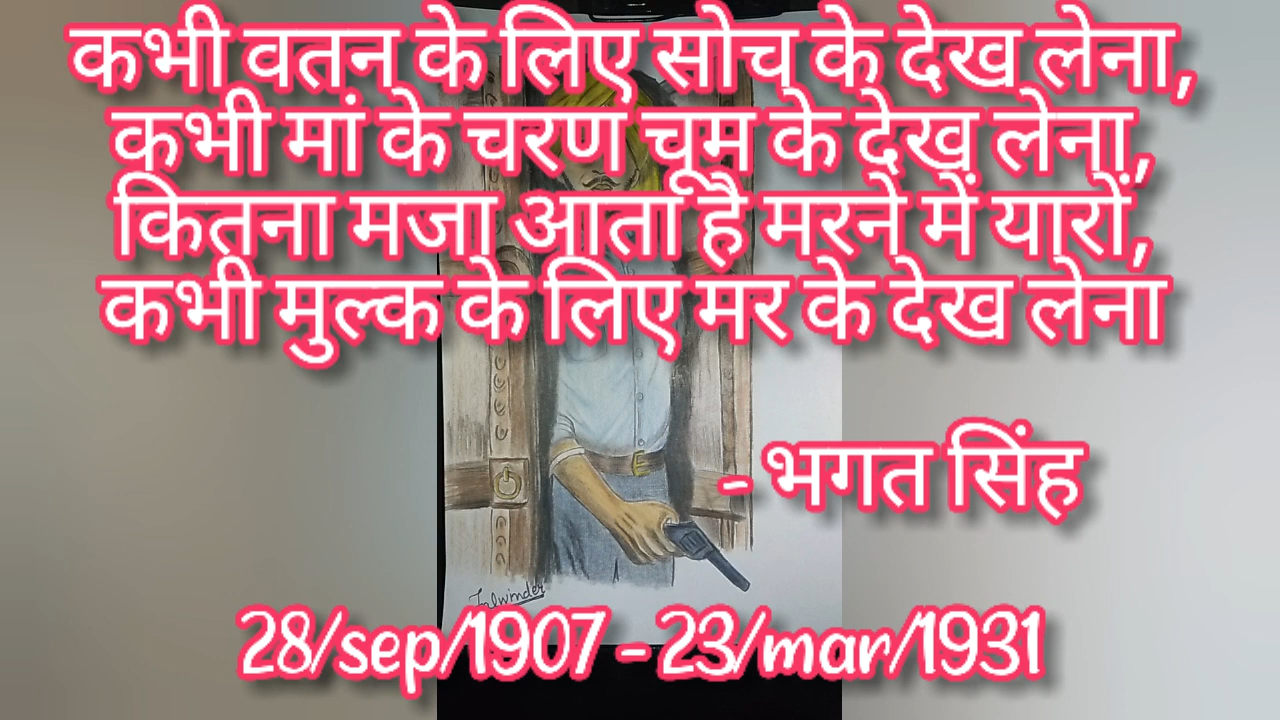 कभी वतन के लिए सोच के देख लेना,
कभी मां के चरण चूम के देख लेना,
कितना मजा आता है मरने में यारों,
कभी मुल्क के लिए मर के देख लेना
- भगत सिंह
28/sep/1907 - 23/mar/1931